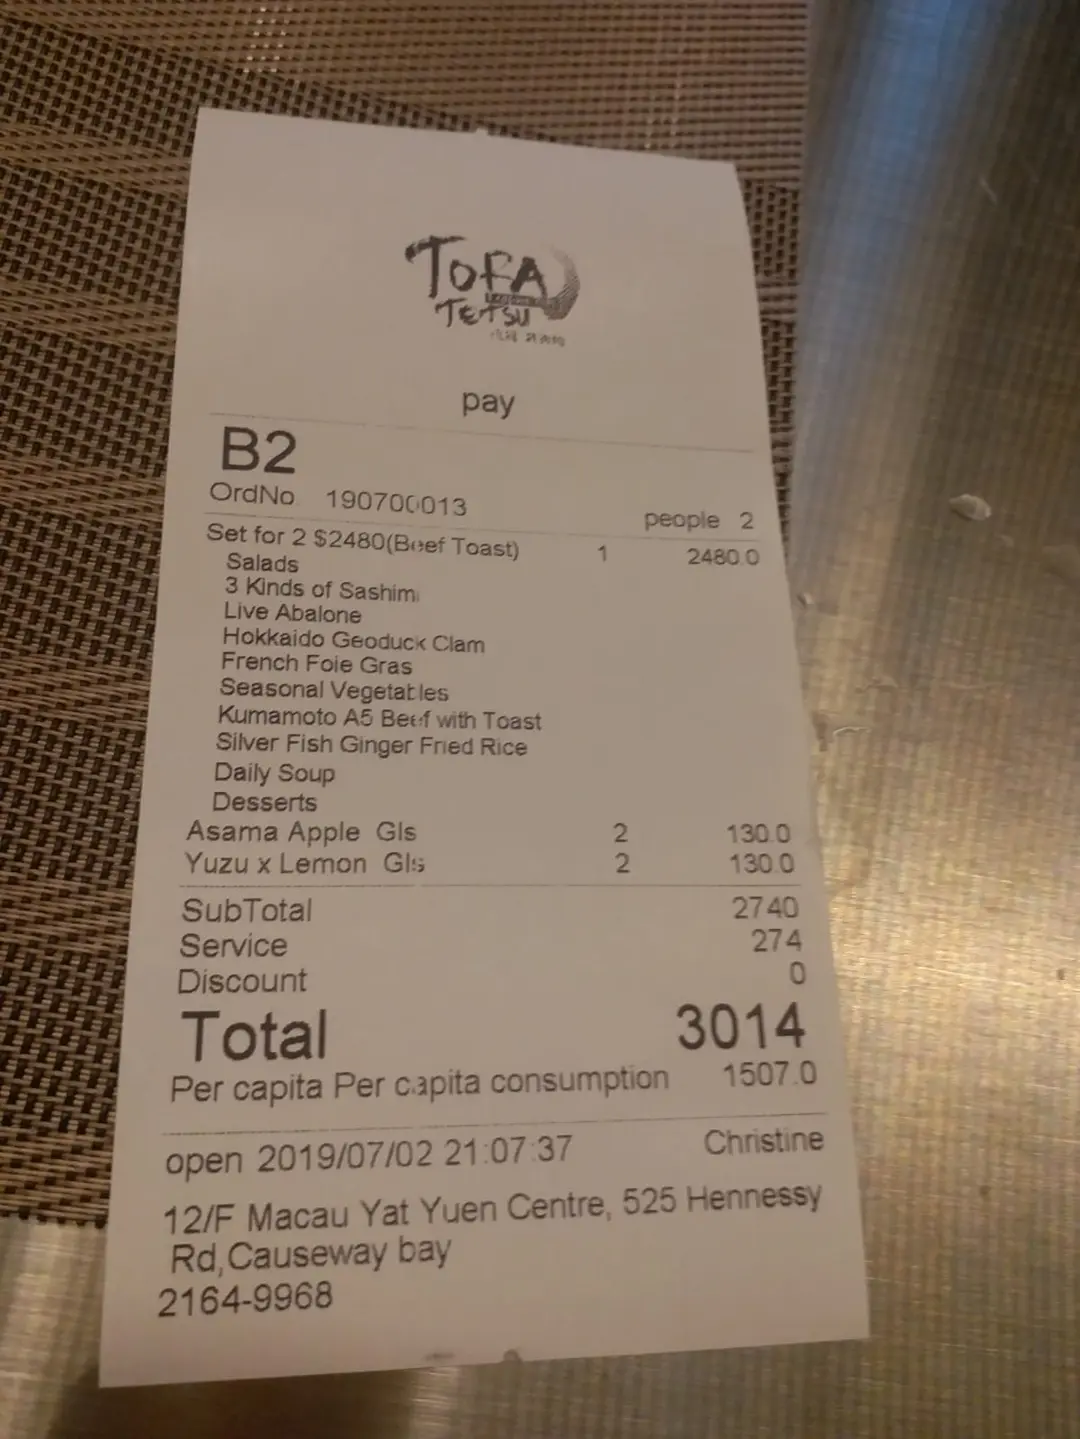 TOFA
TETSU
pay
B2
OrdNo. 190700013 people 2
Set for 2 $2480(Beef Toast) 1 2480.0
Salads
3 Kinds of Sashimi
Live Abalone
Hokkaido Geoduck Clam
French Foie Gras
Seasonal Vegetables
Kumamoto A5 Beef with Toast
Silver Fish Ginger Fried Rice
Daily Soup
Desserts
Asama Apple Gls 2 130.0
Yuzu x Lemon Gls 2 130.0
SubTotal 2740
Service 274
Discount 0
Total 3014
Per capita Per capita consumption 1507.0
open 2019/07/02 21:07:37 Christine
12/F Macau Yat Yuen Centre, 525 Hennessy
Rd,Causeway bay
2164-9968